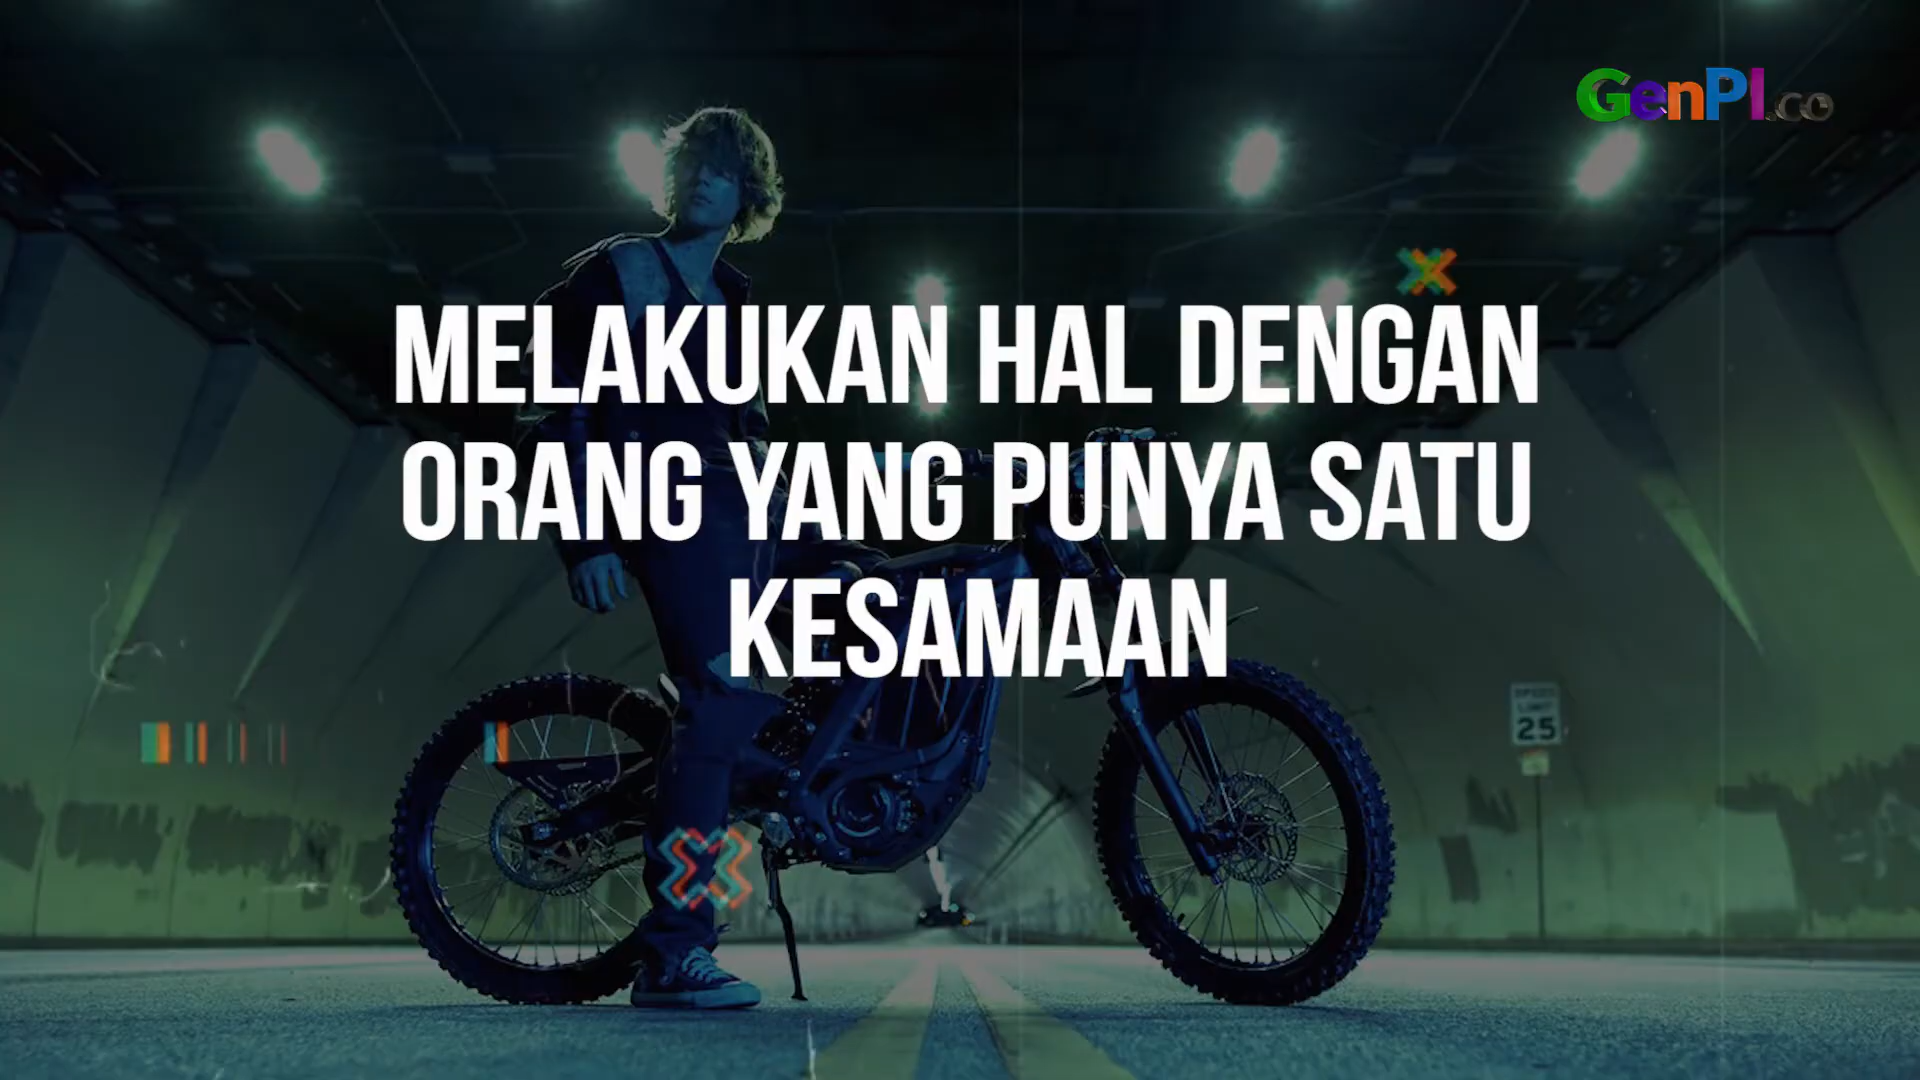 GenPI.co
MELAKUKAN HAL DENGAN
ORANG YANG PUNYA SATU
KESAMAAN
SPEED
LIMIT
25